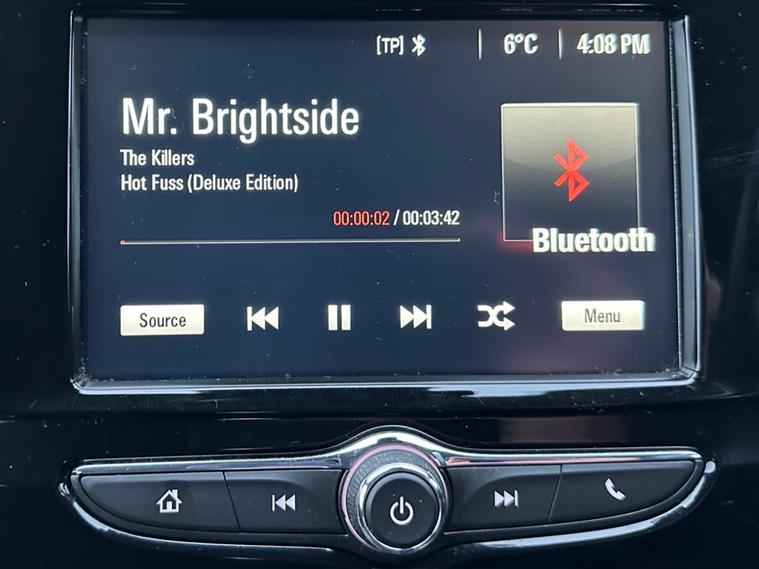 [TP] 6°C 4:08 PM
Mr. Brightside
The Killers
Hot Fuss (Deluxe Edition)
00:00:02 / 00:03:42
Bluetooth
Source Menu